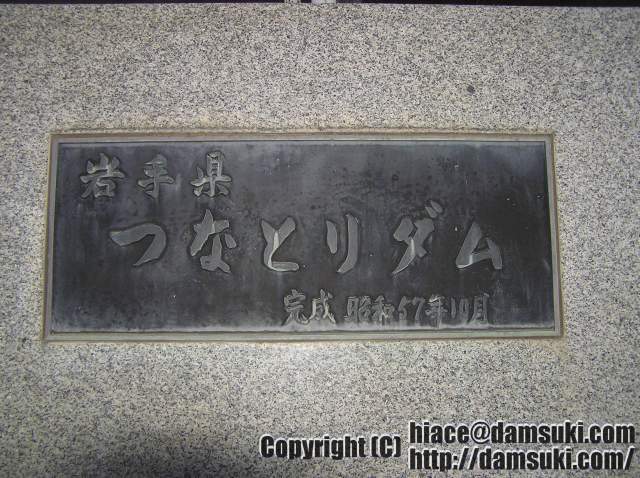 岩手県
つなとりダム
完成 昭和57年10月
Copyright (C) hiace@damsuki.com
http://damsuki.com/